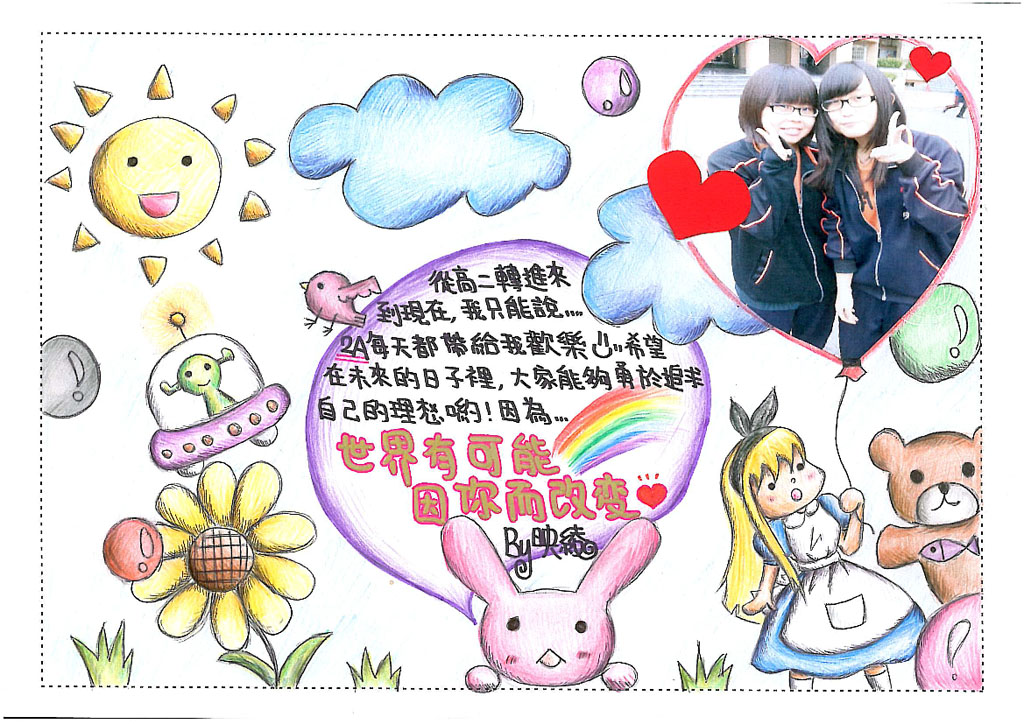 從高二轉進來
到現在,我只能說....
2A每天都帶給我歡樂 希望
在未來的日子裡,大家能夠勇於追求
自己的理想喲!因為...
世界有可能
因你而改变
By映綾